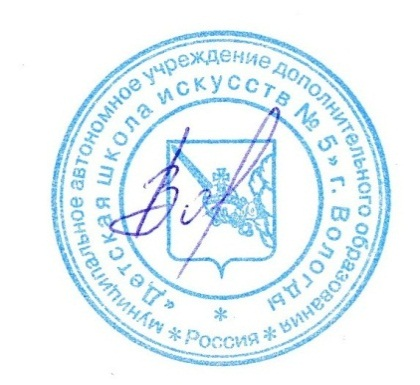 муниципальное автономное учреждение дополнительного образования * Россия *
«Детская школа искусств № 5» г. Вологды *